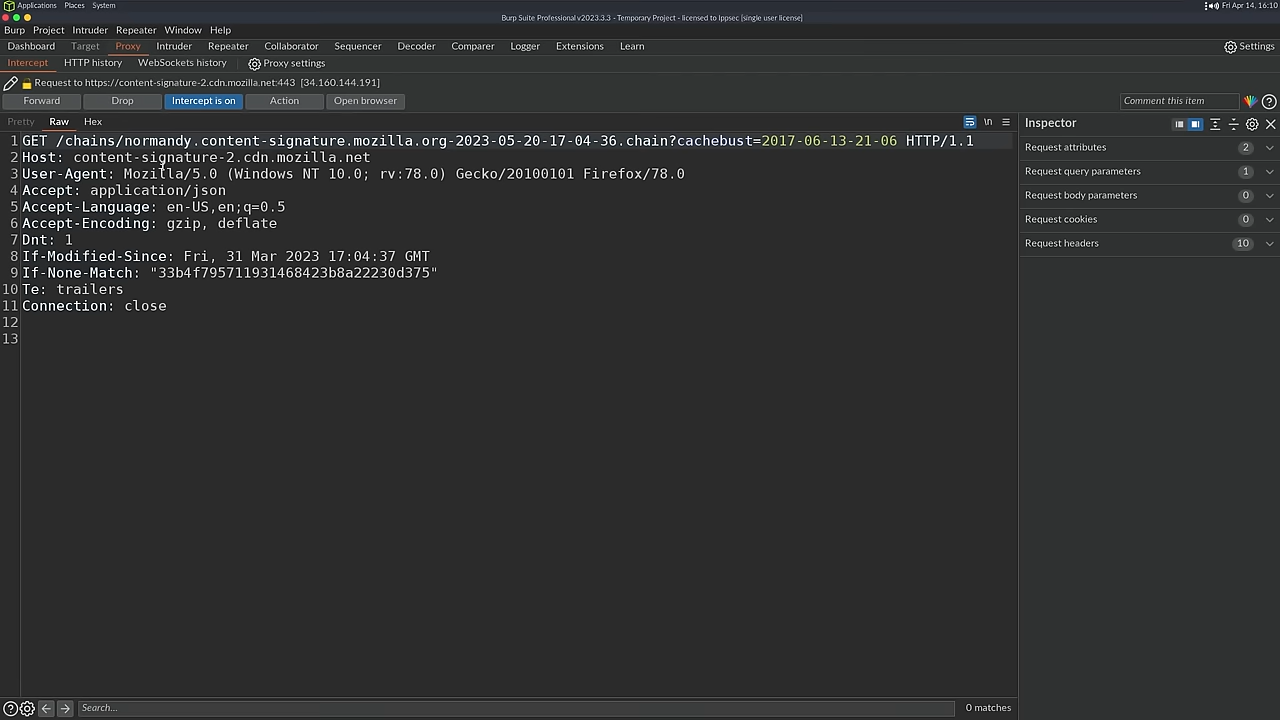 Applications Places System
Fri Apr 14, 16:10
Burp Suite Professional v2023.3.3 - Temporary Project - licensed to Ippsec [single user license]
Burp Project Intruder Repeater Window Help
Dashboard Target Proxy Intruder Repeater Collaborator Sequencer Decoder Comparer Logger Extensions Learn Settings
Intercept HTTP history WebSockets history Proxy settings
Request to https://content-signature-2.cdn.mozilla.net:443 [34.160.144.191]
Forward Drop Intercept is on Action Open browser Comment this item
Pretty Raw Hex \n
Inspector
1 GET /chains/normandy.content-signature.mozilla.org-2023-05-20-17-04-36.chain?cachebust=2017-06-13-21-06 HTTP/1.1
2 Host: content-signature-2.cdn.mozilla.net
3 User-Agent: Mozilla/5.0 (Windows NT 10.0; rv:78.0) Gecko/20100101 Firefox/78.0
4 Accept: application/json
5 Accept-Language: en-US,en;q=0.5
6 Accept-Encoding: gzip, deflate
7 Dnt: 1
8 If-Modified-Since: Fri, 31 Mar 2023 17:04:37 GMT
9 If-None-Match: "33b4f795711931468423b8a22230d375"
10 Te: trailers
11 Connection: close
12
13
Request attributes 2
Request query parameters 1
Request body parameters 0
Request cookies 0
Request headers 10
Search... 0 matches